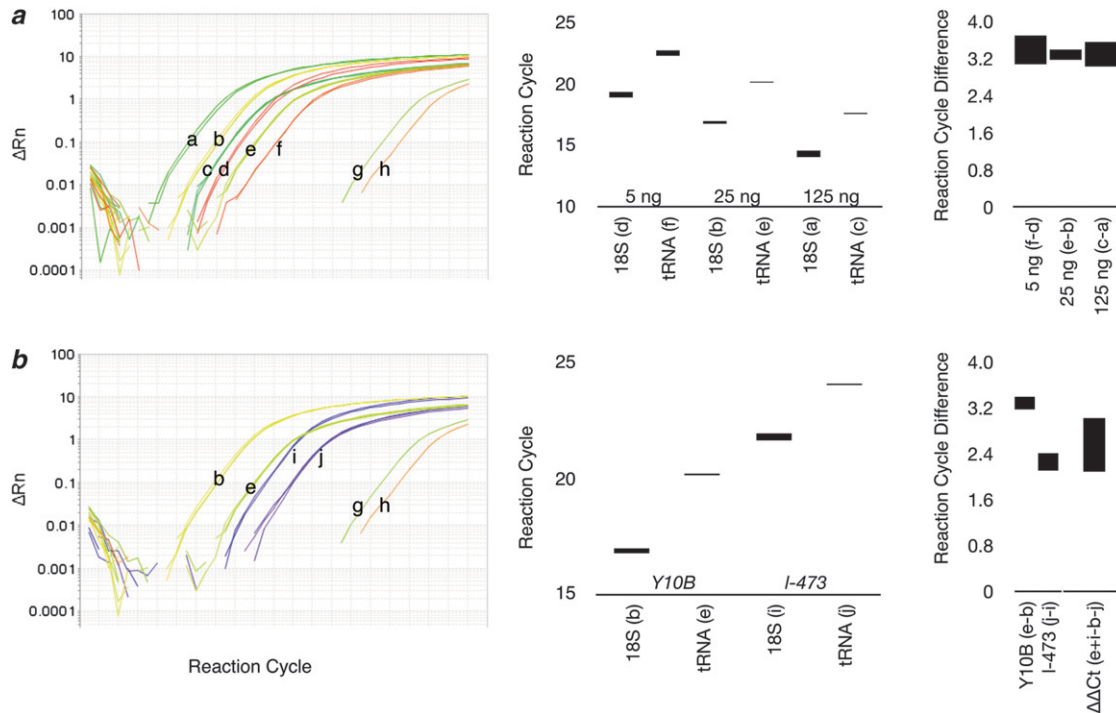 a
100
10
1
0.1
0.01
0.001
0.0001
ΔRn
a
b
c
d
e
f
g
h
25
20
15
10
Reaction Cycle
5 ng
25 ng
125 ng
18S (d)
tRNA (f)
18S (b)
tRNA (e)
18S (a)
tRNA (c)
4.0
3.2
2.4
1.6
0.8
0
Reaction Cycle Difference
5 ng (f-d)
25 ng (e-b)
125 ng (c-a)
b
100
10
1
0.1
0.01
0.001
0.0001
ΔRn
b
e
i
j
g
h
Reaction Cycle
25
20
15
Reaction Cycle
Y10B
I-473
18S (b)
tRNA (e)
18S (i)
tRNA (j)
4.0
3.2
2.4
1.6
0.8
0
Reaction Cycle Difference
Y10B (e-b)
I-473 (j-i)
ΔΔCt (e+i-b-j)